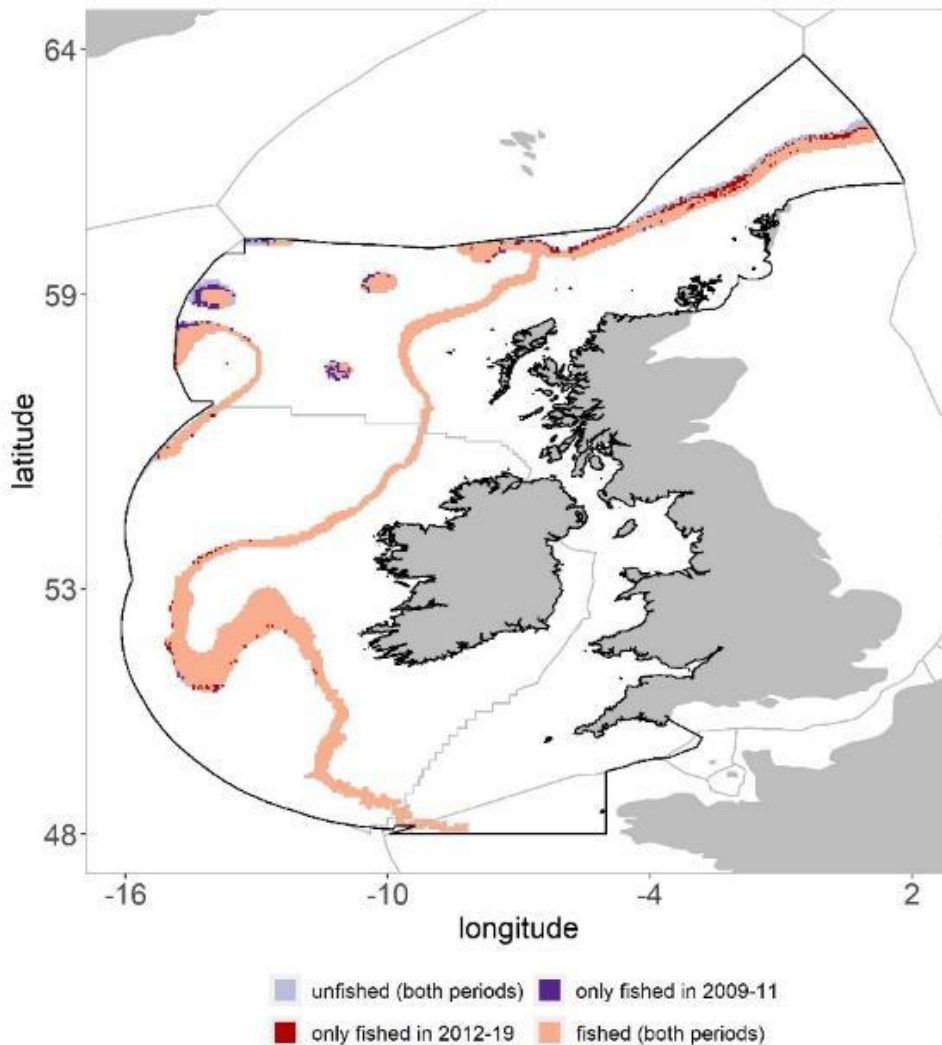 64
59
53
48
latitude
-16 -10 -4 2
longitude
unfished (both periods) only fished in 2009-11
only fished in 2012-19 fished (both periods)